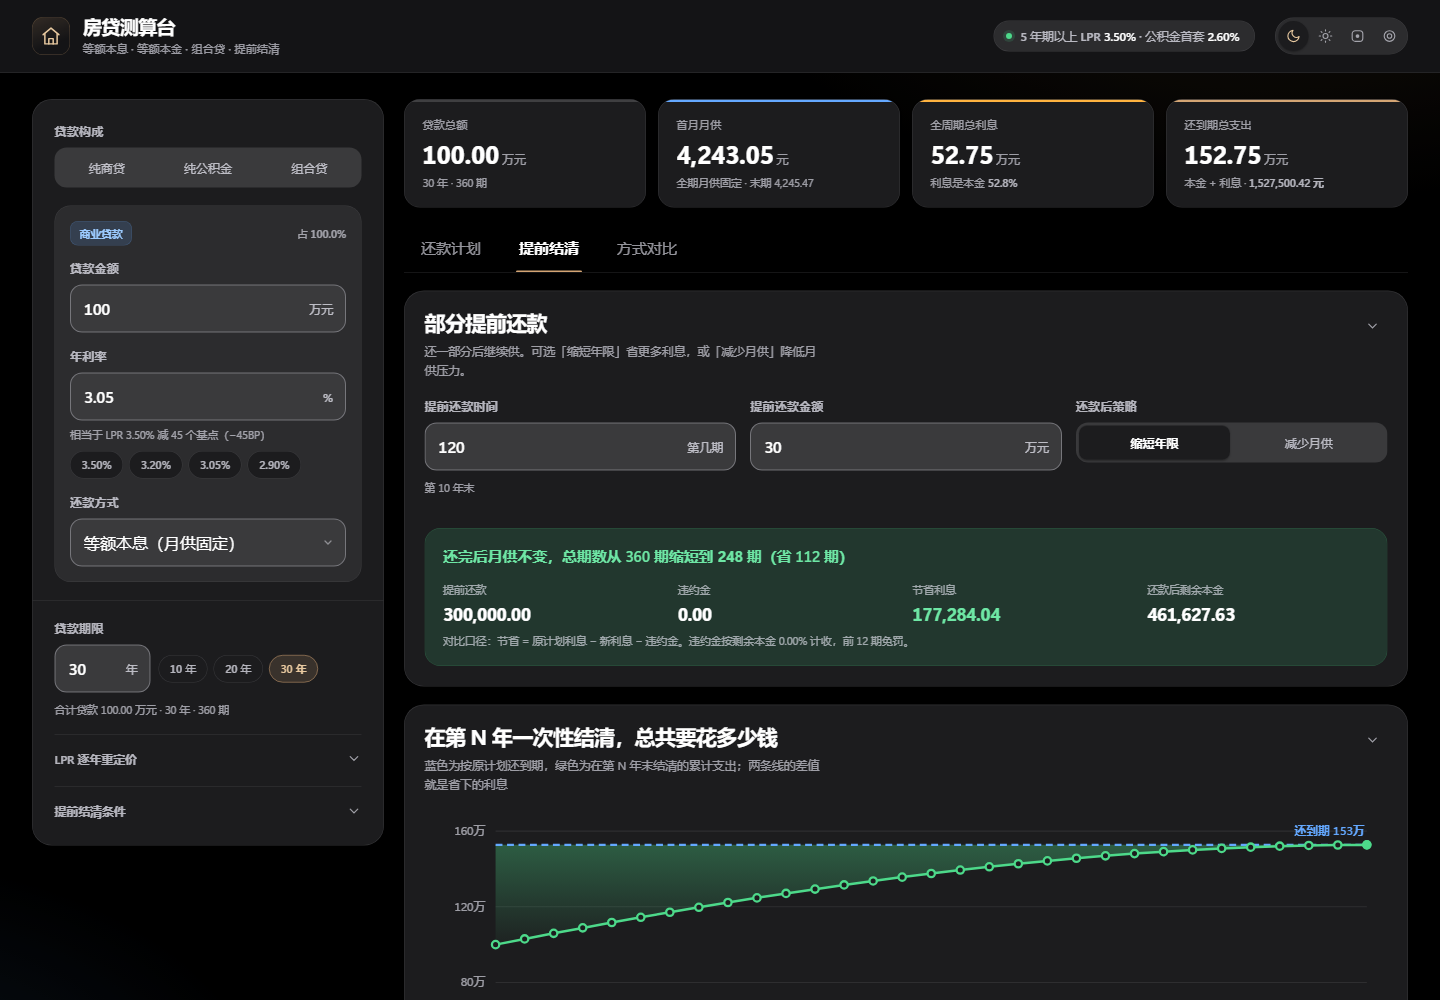 房贷测算台
等额本息 · 等额本金 · 组合贷 · 提前结清
5 年期以上 LPR 3.50% · 公积金首套 2.60%
贷款构成
纯商贷 纯公积金 组合贷
商业贷款 占 100.0%
贷款金额
100 万元
年利率
3.05 %
相当于 LPR 3.50% 减 45 个基点（−45BP）
3.50% 3.20% 3.05% 2.90%
还款方式
等额本息（月供固定）
贷款期限
30 年 10 年 20 年 30 年
合计贷款 100.00 万元 · 30 年 · 360 期
LPR 逐年重定价
提前结清条件
贷款总额
100.00 万元
30 年 · 360 期
首月月供
4,243.05 元
全期月供固定 · 末期 4,245.47
全周期总利息
52.75 万元
利息是本金 52.8%
还到期总支出
152.75 万元
本金 + 利息 · 1,527,500.42 元
还款计划 提前结清 方式对比
部分提前还款
还一部分后继续供。可选「缩短年限」省更多利息，或「减少月供」降低月
供压力。
提前还款时间 提前还款金额 还款后策略
120 第几期 30 万元 缩短年限 减少月供
第 10 年末
还完后月供不变，总期数从 360 期缩短到 248 期（省 112 期）
提前还款 违约金 节省利息 还款后剩余本金
300,000.00 0.00 177,284.04 461,627.63
对比口径：节省 = 原计划利息 − 新利息 − 违约金。违约金按剩余本金 0.00% 计收，前 12 期免罚。
在第 N 年一次性结清，总共要花多少钱
蓝色为按原计划还到期，绿色为在第 N 年末结清的累计支出；两条线的差值
就是省下的利息
160万
还到期 153万
120万
80万